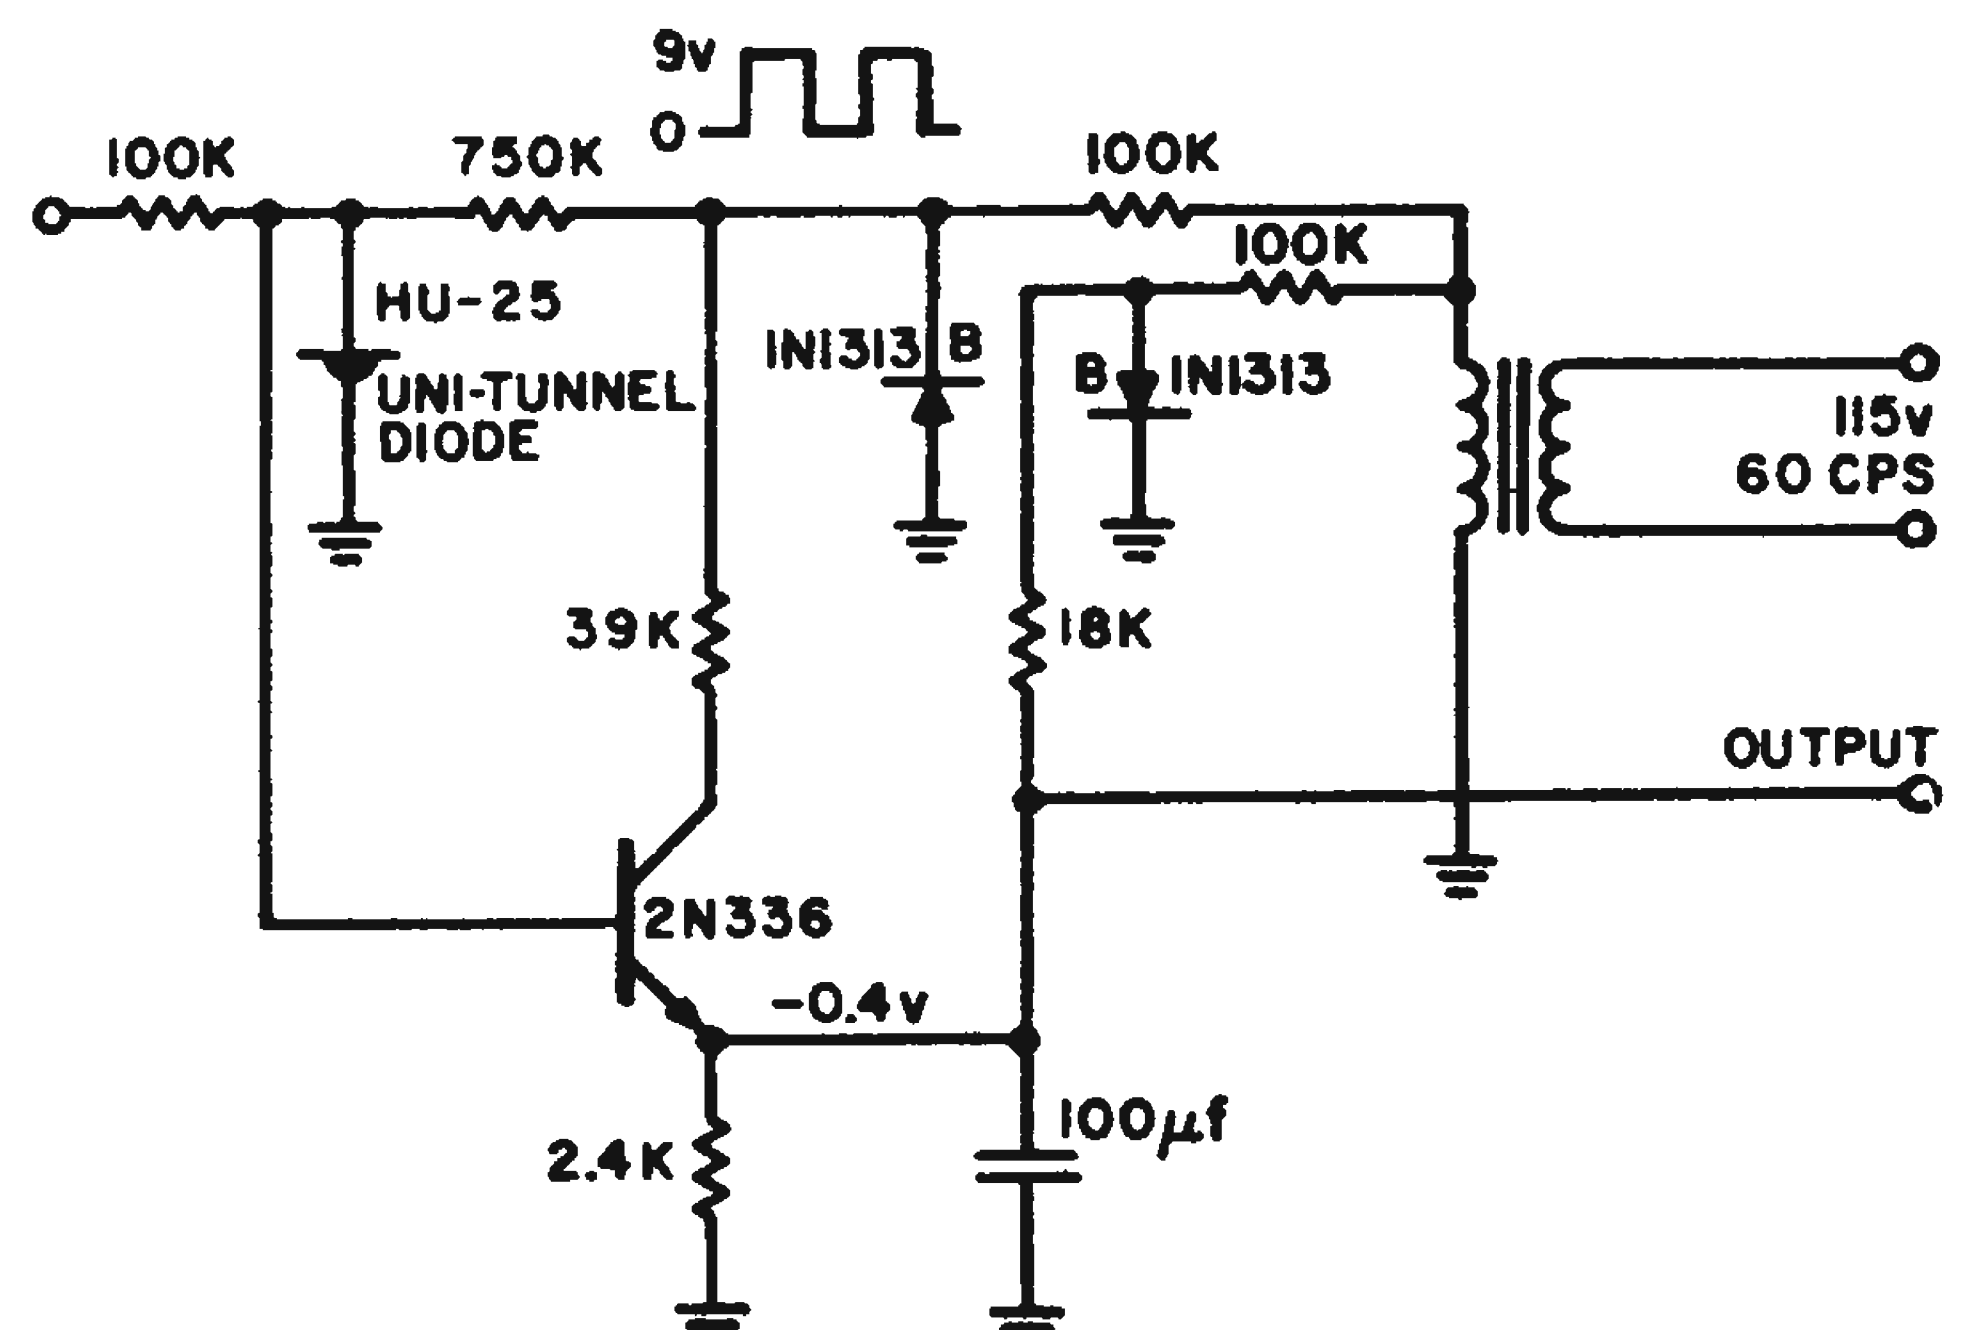 9v
0
100K
750K
100K
100K
HU-25
UNI-TUNNEL
DIODE
IN1313 B
B IN1313
115v
60 CPS
39K
18K
OUTPUT
2N336
-0.4v
2.4K
100μf